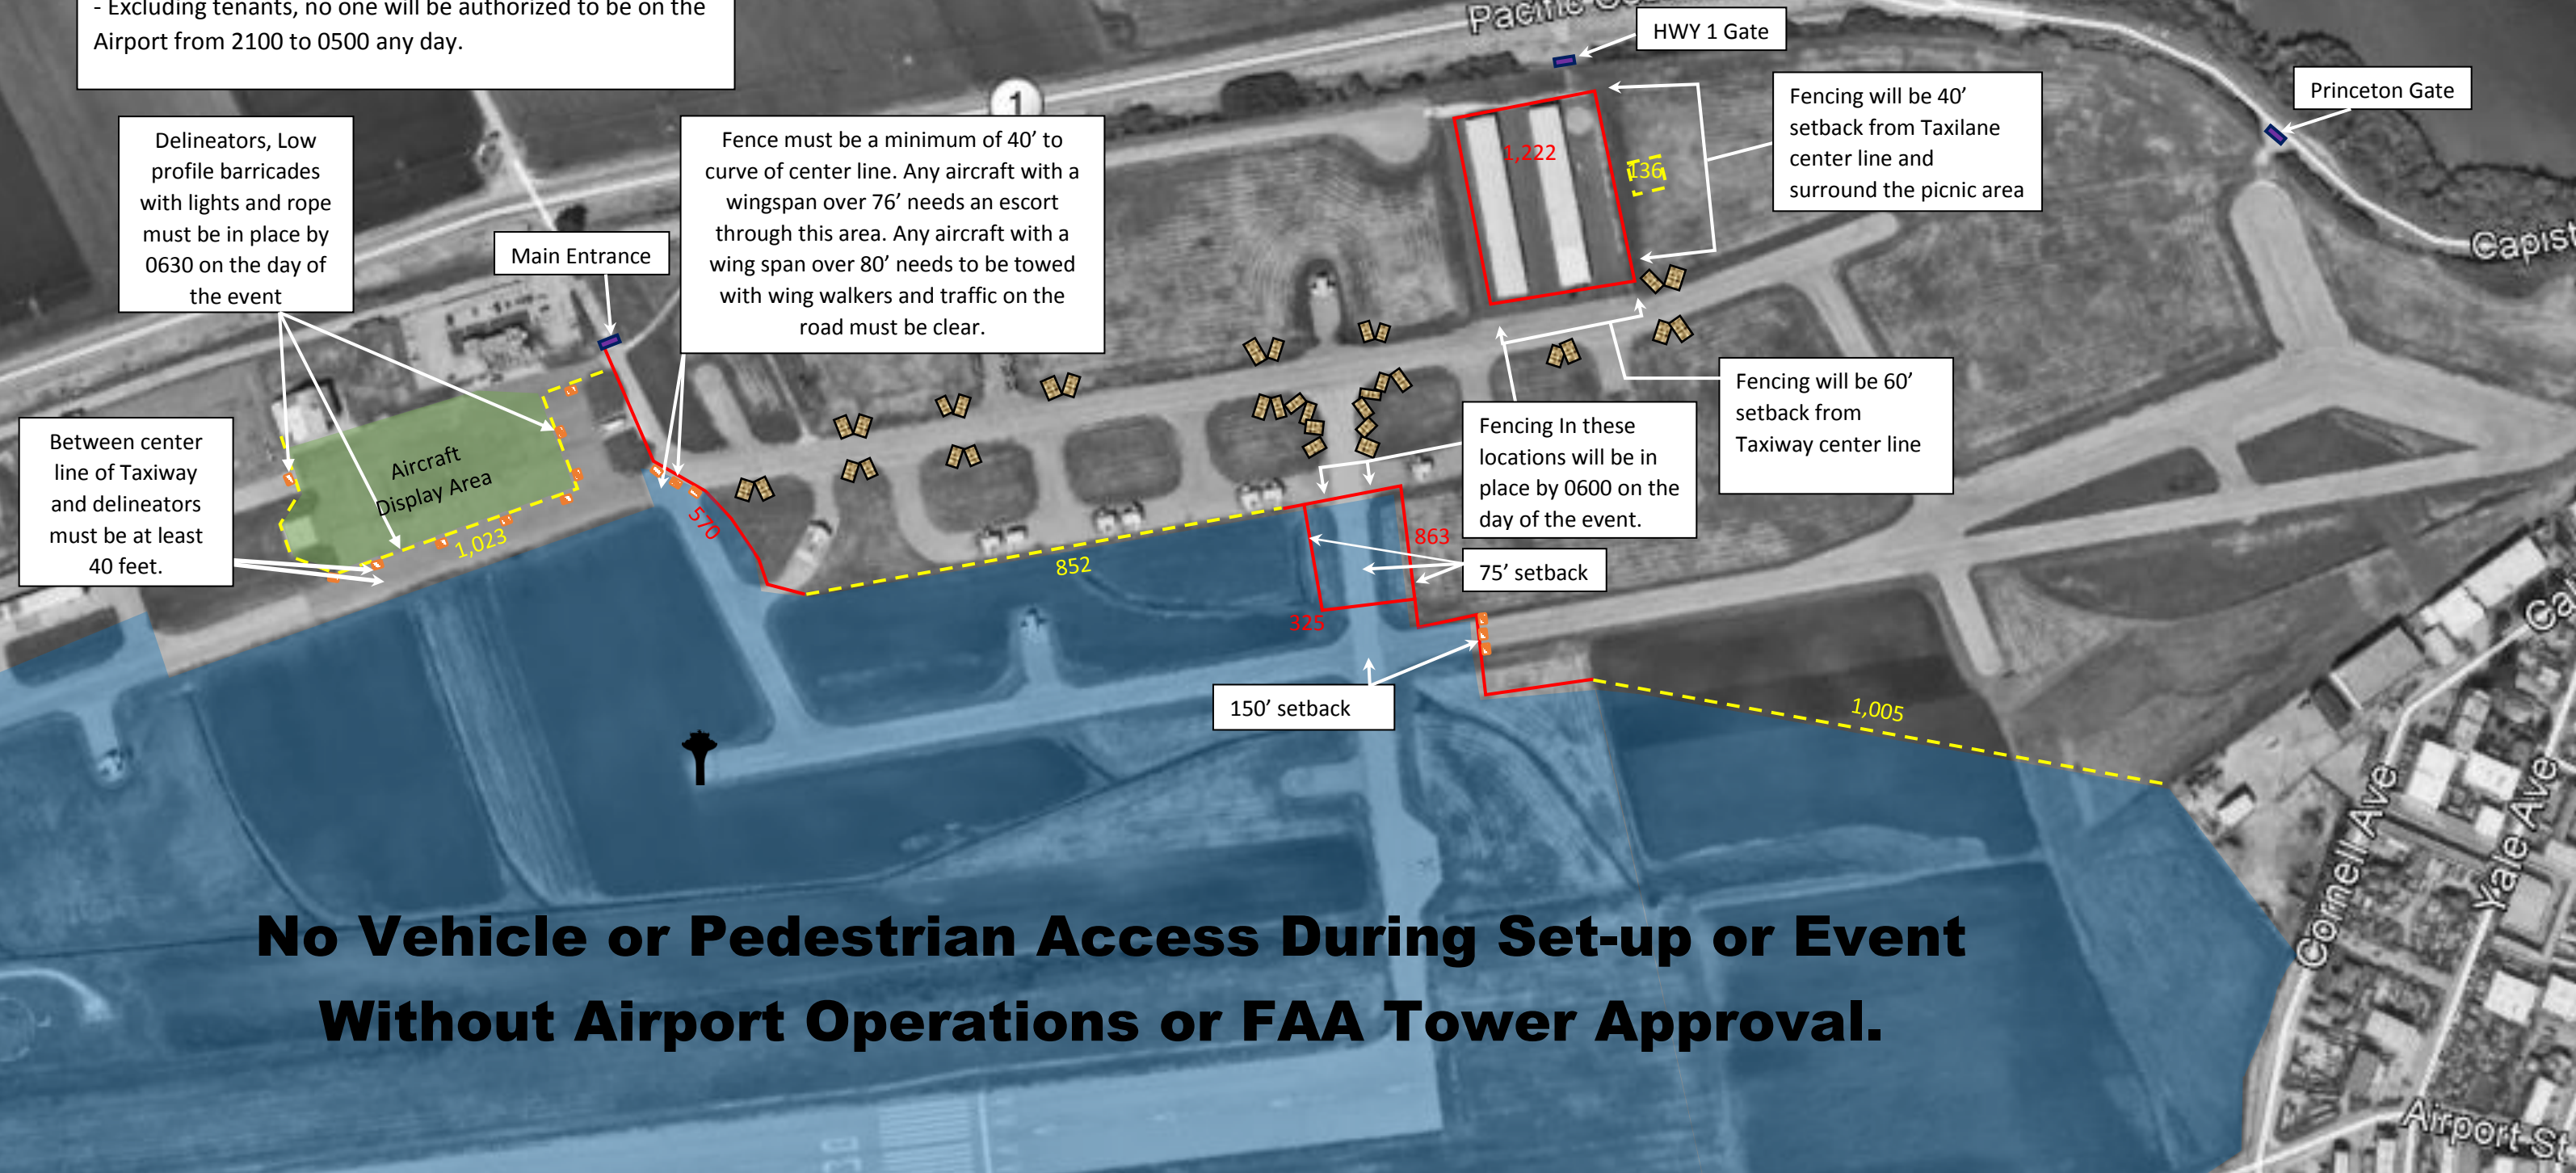 - Excluding tenants, no one will be authorized to be on the
Airport from 2100 to 0500 any day.
Pacific
HWY 1 Gate
Princeton Gate
1
Delineators, Low
profile barricades
with lights and rope
must be in place by
0630 on the day of
the event
Fence must be a minimum of 40’ to
curve of center line. Any aircraft with a
wingspan over 76’ needs an escort
through this area. Any aircraft with a
wing span over 80’ needs to be towed
with wing walkers and traffic on the
road must be clear.
Fencing will be 40’
setback from Taxilane
center line and
surround the picnic area
1,222
136
Main Entrance
Capist
Fencing will be 60’
setback from
Taxiway center line
Between center
line of Taxiway
and delineators
must be at least
40 feet.
Aircraft
Display Area
1,023
Fencing In these
locations will be in
place by 0600 on the
day of the event.
570
852
863
75’ setback
325
150’ setback
1,005
Ca
Cornell Ave
Yale Ave
No Vehicle or Pedestrian Access During Set-up or Event
Without Airport Operations or FAA Tower Approval.
Airport St
30